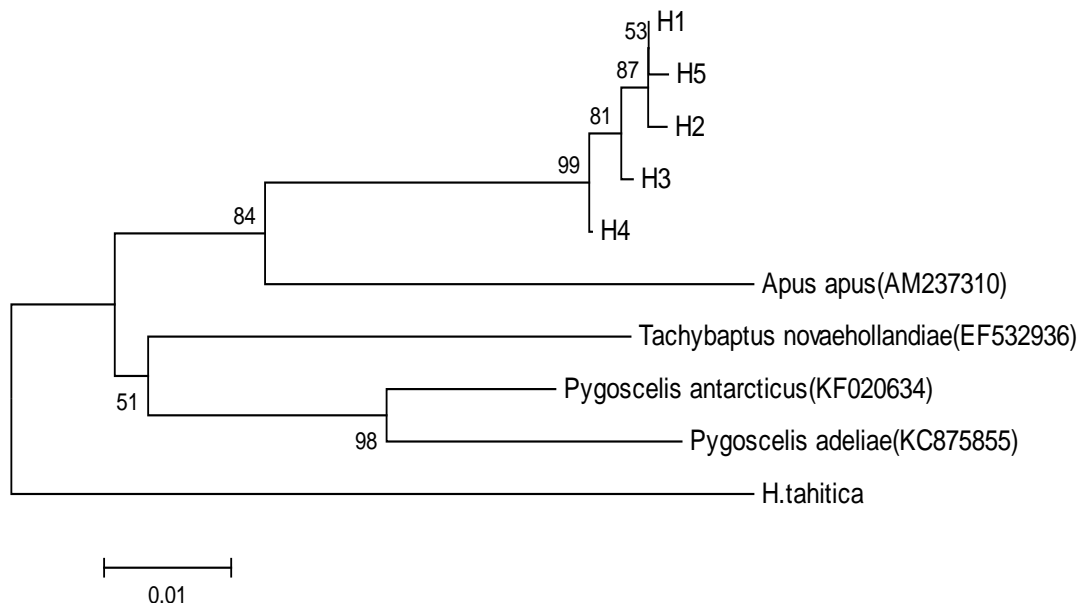 H1
53
H5
87
H2
81
H3
99
H4
84
Apus apus(AM237310)
Tachybaptus novaehollandiae(EF532936)
51
Pygoscelis antarcticus(KF020634)
98
Pygoscelis adeliae(KC875855)
H.tahitica
0.01